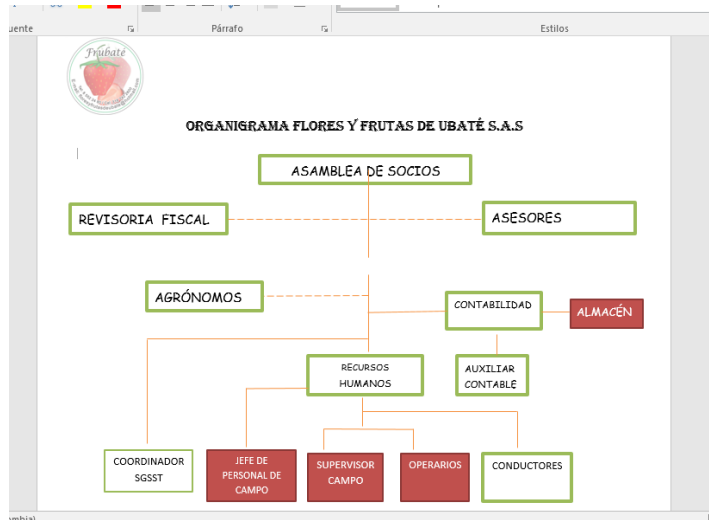 uente
Párrafo
Estilos
Frubaté
ORGANIGRAMA FLORES Y FRUTAS DE UBATÉ S.A.S
ASAMBLEA DE SOCIOS
REVISORIA FISCAL
ASESORES
AGRÓNOMOS
CONTABILIDAD
ALMACÉN
RECURSOS
HUMANOS
AUXILIAR
CONTABLE
COORDINADOR
SGSST
JEFE DE
PERSONAL DE
CAMPO
SUPERVISOR
CAMPO
OPERARIOS
CONDUCTORES